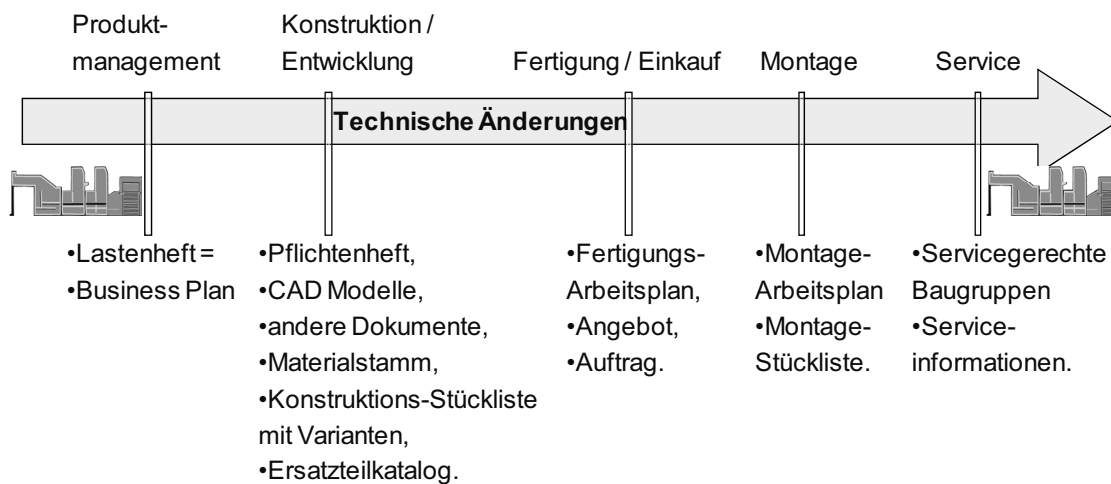 Produkt-
management
Konstruktion /
Entwicklung
Fertigung / Einkauf
Montage
Service
Technische Änderungen
•Lastenheft =
•Business Plan
•Pflichtenheft,
•CAD Modelle,
•andere Dokumente,
•Materialstamm,
•Konstruktions-Stückliste
mit Varianten,
•Ersatzteilkatalog.
•Fertigungs-
Arbeitsplan,
•Angebot,
•Auftrag.
•Montage-
Arbeitsplan
•Montage-
Stückliste.
•Servicegerechte
Baugruppen
•Service-
informationen.